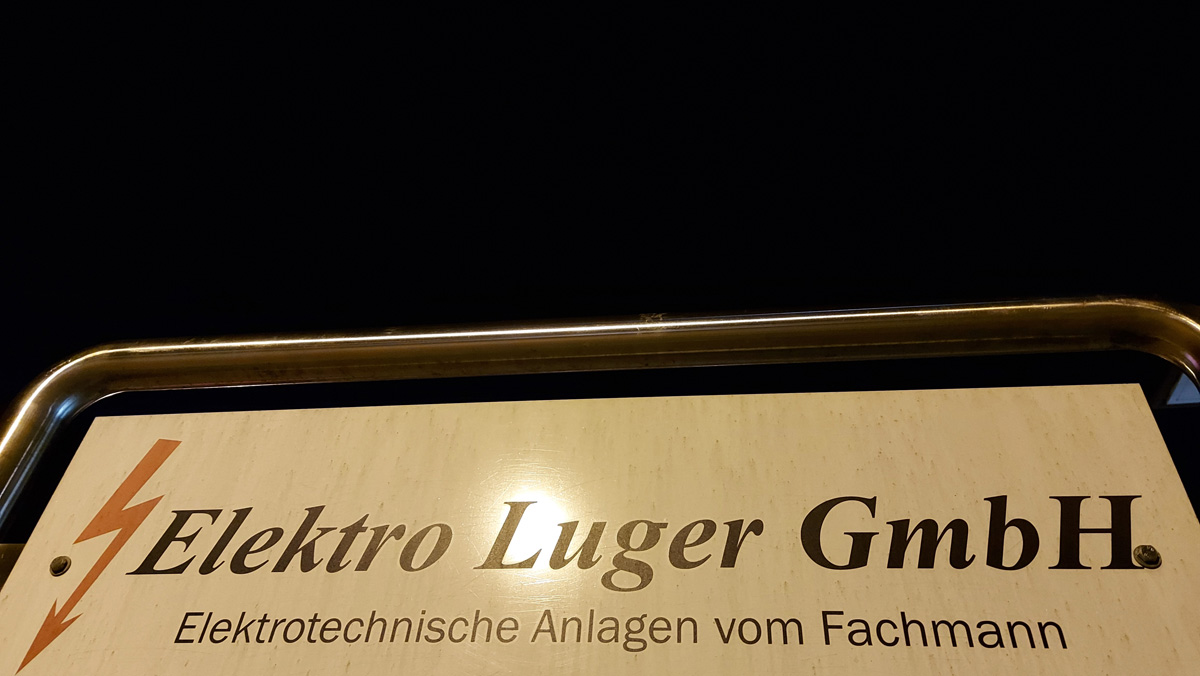 Elektro Luger GmbH
Elektrotechnische Anlagen vom Fachmann